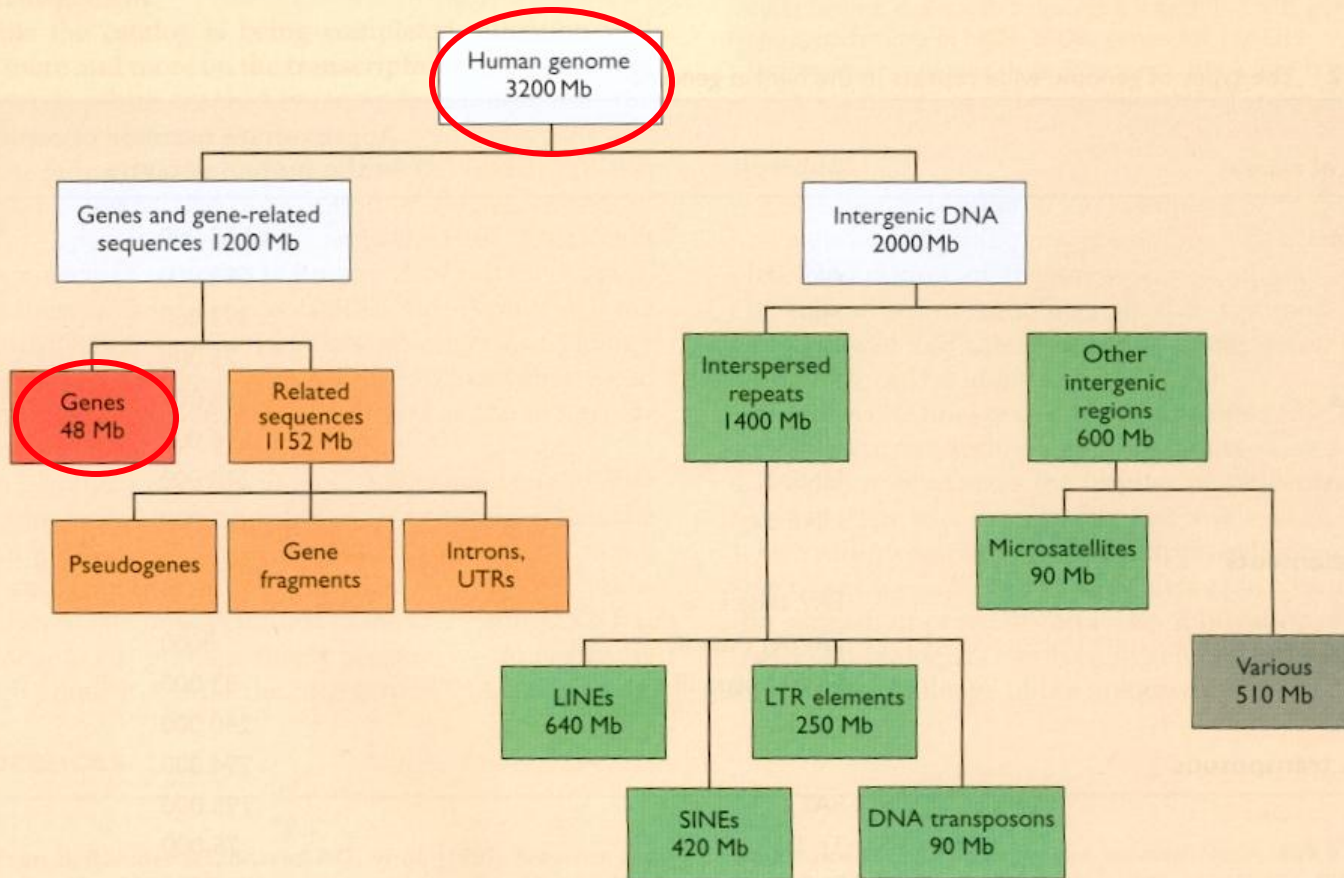 Human genome
3200 Mb
Genes and gene-related
sequences 1200 Mb
Intergenic DNA
2000 Mb
Genes
48 Mb
Related
sequences
1152 Mb
Interspersed
repeats
1400 Mb
Other
intergenic
regions
600 Mb
Pseudogenes
Gene
fragments
Introns,
UTRs
Microsatellites
90 Mb
LINEs
640 Mb
LTR elements
250 Mb
Various
510 Mb
SINEs
420 Mb
DNA transposons
90 Mb